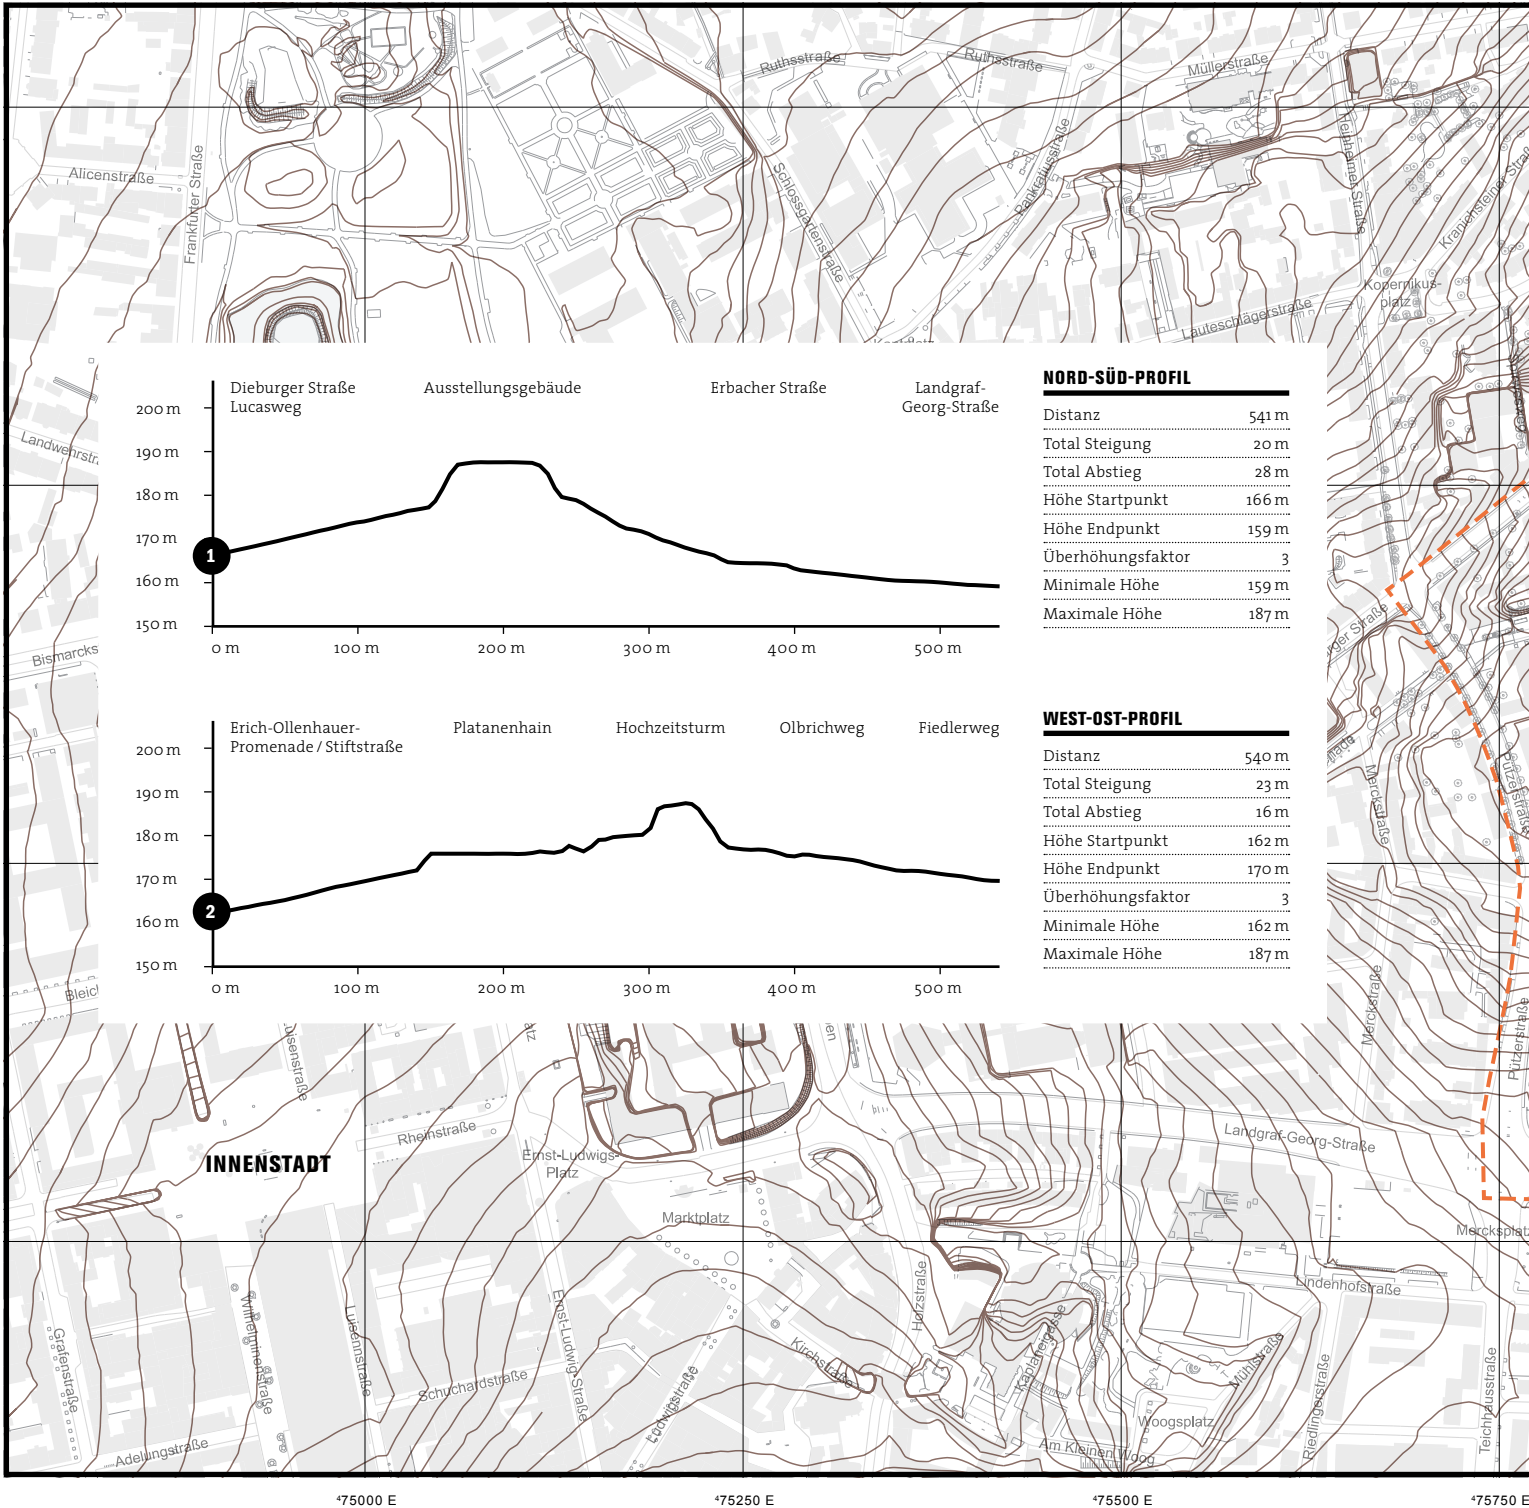 Ruthsstraße
Ruthsstraße
Müllerstraße
Alicenstraße
Frankfurter Straße
Schlossgartenstraße
Pankratiusstraße
Heinheimer Straße
Kranichsteiner Straße
Kopernikus-
platz
Lauteschlägerstraße
Landwehrstr.
Bismarcks
Bleich
Dieburger Straße
Lucasweg
Ausstellungsgebäude
Erbacher Straße
Landgraf-
Georg-Straße
200 m
190 m
180 m
170 m
160 m
150 m
1
0 m
100 m
200 m
300 m
400 m
500 m
NORD-SÜD-PROFIL
Distanz 541 m
Total Steigung 20 m
Total Abstieg 28 m
Höhe Startpunkt 166 m
Höhe Endpunkt 159 m
Überhöhungsfaktor 3
Minimale Höhe 159 m
Maximale Höhe 187 m
Erich-Ollenhauer-
Promenade / Stiftstraße
Platanenhain
Hochzeitsturm
Olbrichweg
Fiedlerweg
200 m
190 m
180 m
170 m
160 m
150 m
2
0 m
100 m
200 m
300 m
400 m
500 m
WEST-OST-PROFIL
Distanz 540 m
Total Steigung 23 m
Total Abstieg 16 m
Höhe Startpunkt 162 m
Höhe Endpunkt 170 m
Überhöhungsfaktor 3
Minimale Höhe 162 m
Maximale Höhe 187 m
rger Straße
Merckstraße
Pützerstraße
Merckstraße
Pützerstraße
uisenstraße
atz
INNENSTADT
Rheinstraße
Ernst-Ludwigs-
Platz
Marktplatz
Landgraf-Georg-Straße
Mercksplatz
Lindenhofstraße
Holzstraße
Grafenstraße
Wilhelminenstraße
Luisennstraße
Ernst-Ludwig-Straße
Schuchardstraße
Ludwigstraße
Kirchstraße
Kaplaneigasse
Mühlstraße
Woogsplatz
Am Kleinen Woog
Riedlingerstraße
Teichhausstraße
Adelungstraße
⁴75000 E
⁴75250 E
⁴75500 E
⁴75750 E